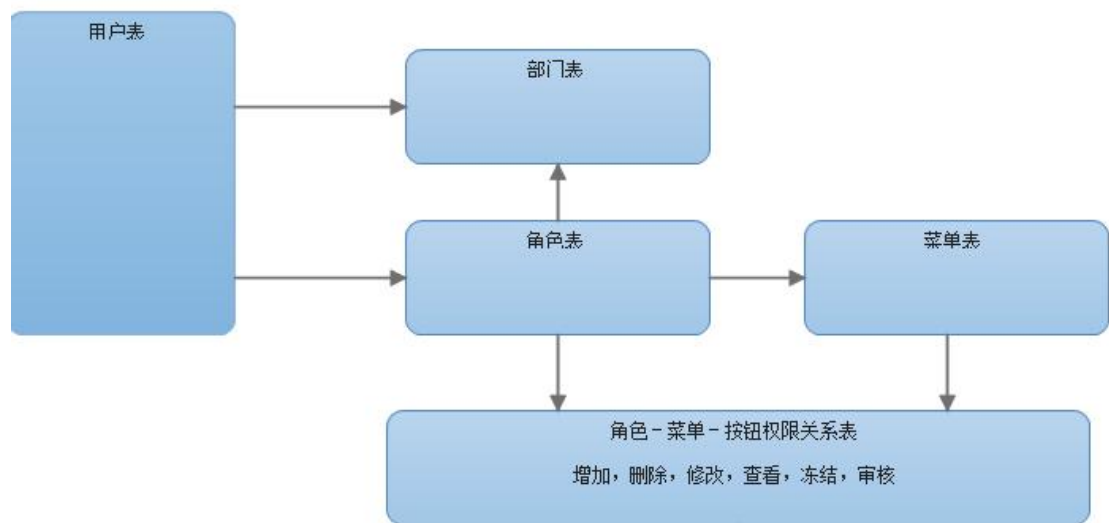 用户表
部门表
角色表
菜单表
角色-菜单-按钮权限关系表
增加，删除，修改，查看，冻结，审核